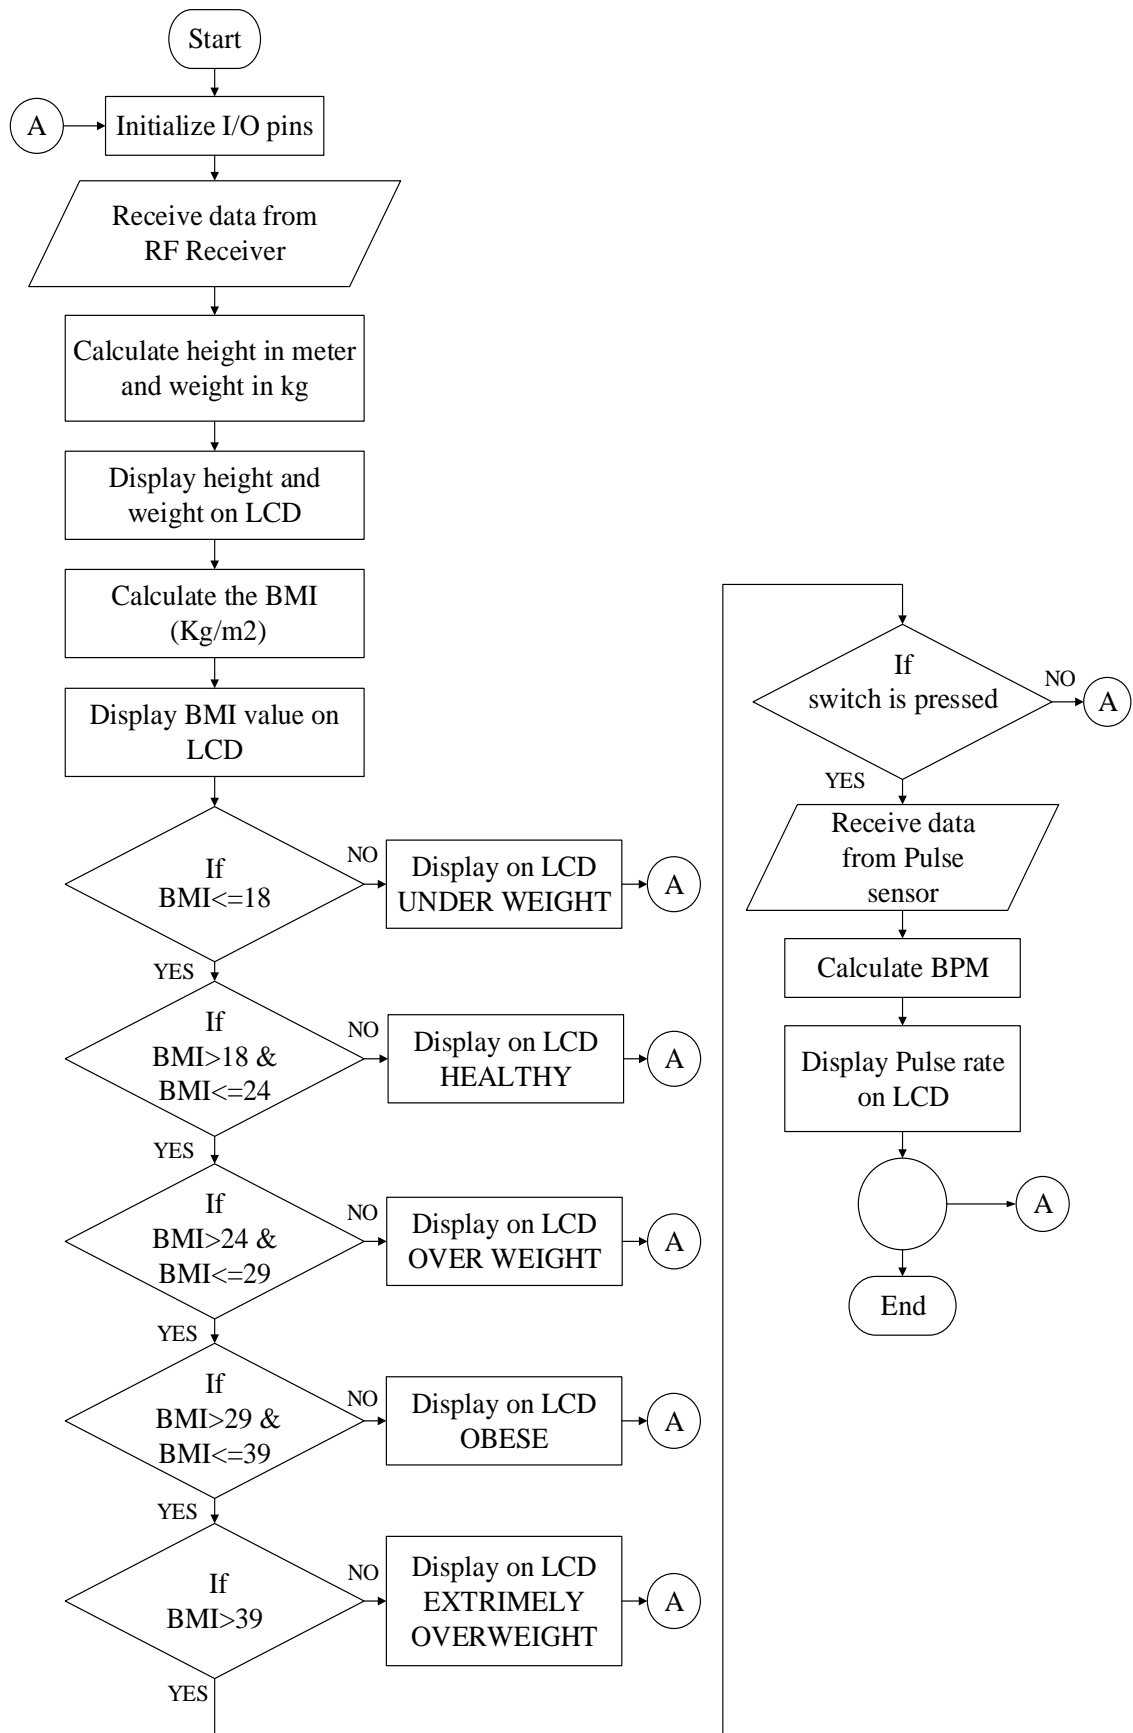 Start
A
Initialize I/O pins
Receive data from
RF Receiver
Calculate height in meter
and weight in kg
Display height and
weight on LCD
Calculate the BMI
(Kg/m2)
Display BMI value on
LCD
If
BMI<=18
NO
Display on LCD
UNDER WEIGHT
A
YES
If
BMI>18 &
BMI<=24
NO
Display on LCD
HEALTHY
A
YES
If
BMI>24 &
BMI<=29
NO
Display on LCD
OVER WEIGHT
A
YES
If
BMI>29 &
BMI<=39
NO
Display on LCD
OBESE
A
YES
If
BMI>39
NO
Display on LCD
EXTRIMELY
OVERWEIGHT
A
YES
If
switch is pressed
NO
A
YES
Receive data
from Pulse
sensor
Calculate BPM
Display Pulse rate
on LCD
A
End